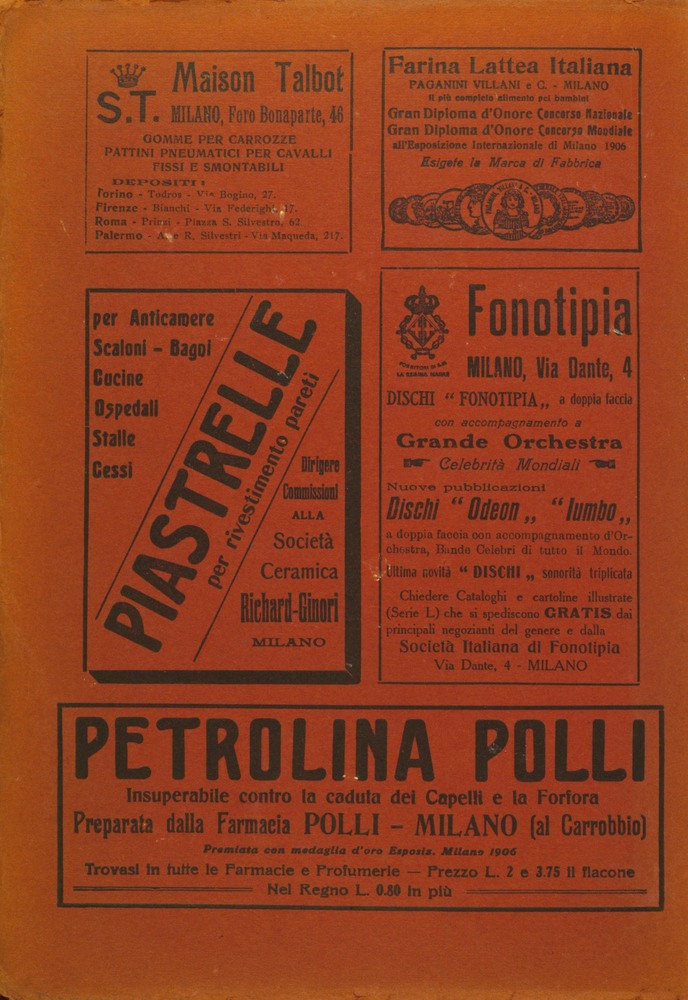 S.T.
Maison Talbot
MILANO, Foro Bonaparte, 46
GOMME PER CARROZZE
PATTINI PNEUMATICI PER CAVALLI
FISSI E SMONTABILI
DEPOSITI:
Torino - Todros - Via Bogino, 27.
Firenze - Bianchi - Via Federighi, 17.
Roma - Prinzi - Piazza S. Silvestro, 62
Palermo - R. Silvestri - Via Maqueda, 217.
Farina Lattea Italiana
PAGANINI VILLANI e C. - MILANO
Il più completo alimento pei bambini
Gran Diploma d'Onore Concorso Nazionale
Gran Diploma d'Onore Concorso Mondiale
all'Esposizione Internazionale di Milano 1906
Esigete la Marca di Fabbrica
per Anticamere
Scaloni - Bagni
Cucine
Ospedali
Stalle
Cessi
PIASTRELLE
per rivestimento pareti
Dirigere
Commissioni
ALLA
Società
Ceramica
Richard-Ginori
MILANO
Fonotipia
MILANO, Via Dante, 4
DISCHI “ FONOTIPIA „ a doppia faccia
con accompagnamento a
Grande Orchestra
Celebrità Mondiali
Nuove pubblicazioni
Dischi “ Odeon „ “ Iumbo „
a doppia faccia con accompagnamento d'Or-
chestra, Bande Celebri di tutto il Mondo.
Ultima novità “ DISCHI „ sonorità triplicata
Chiedere Cataloghi e cartoline illustrate
(Serie L) che si spediscono GRATIS dai
principali negozianti del genere e dalla
Società Italiana di Fonotipia
Via Dante, 4 - MILANO
PETROLINA POLLI
Insuperabile contro la caduta dei Capelli e la Forfora
Preparata dalla Farmacia POLLI - MILANO (al Carrobbio)
Premiata con medaglia d'oro Esposiz. Milano 1906
Trovasi in tutte le Farmacie e Profumerie — Prezzo L. 2 e 3.75 il flacone
Nel Regno L. 0.80 in più